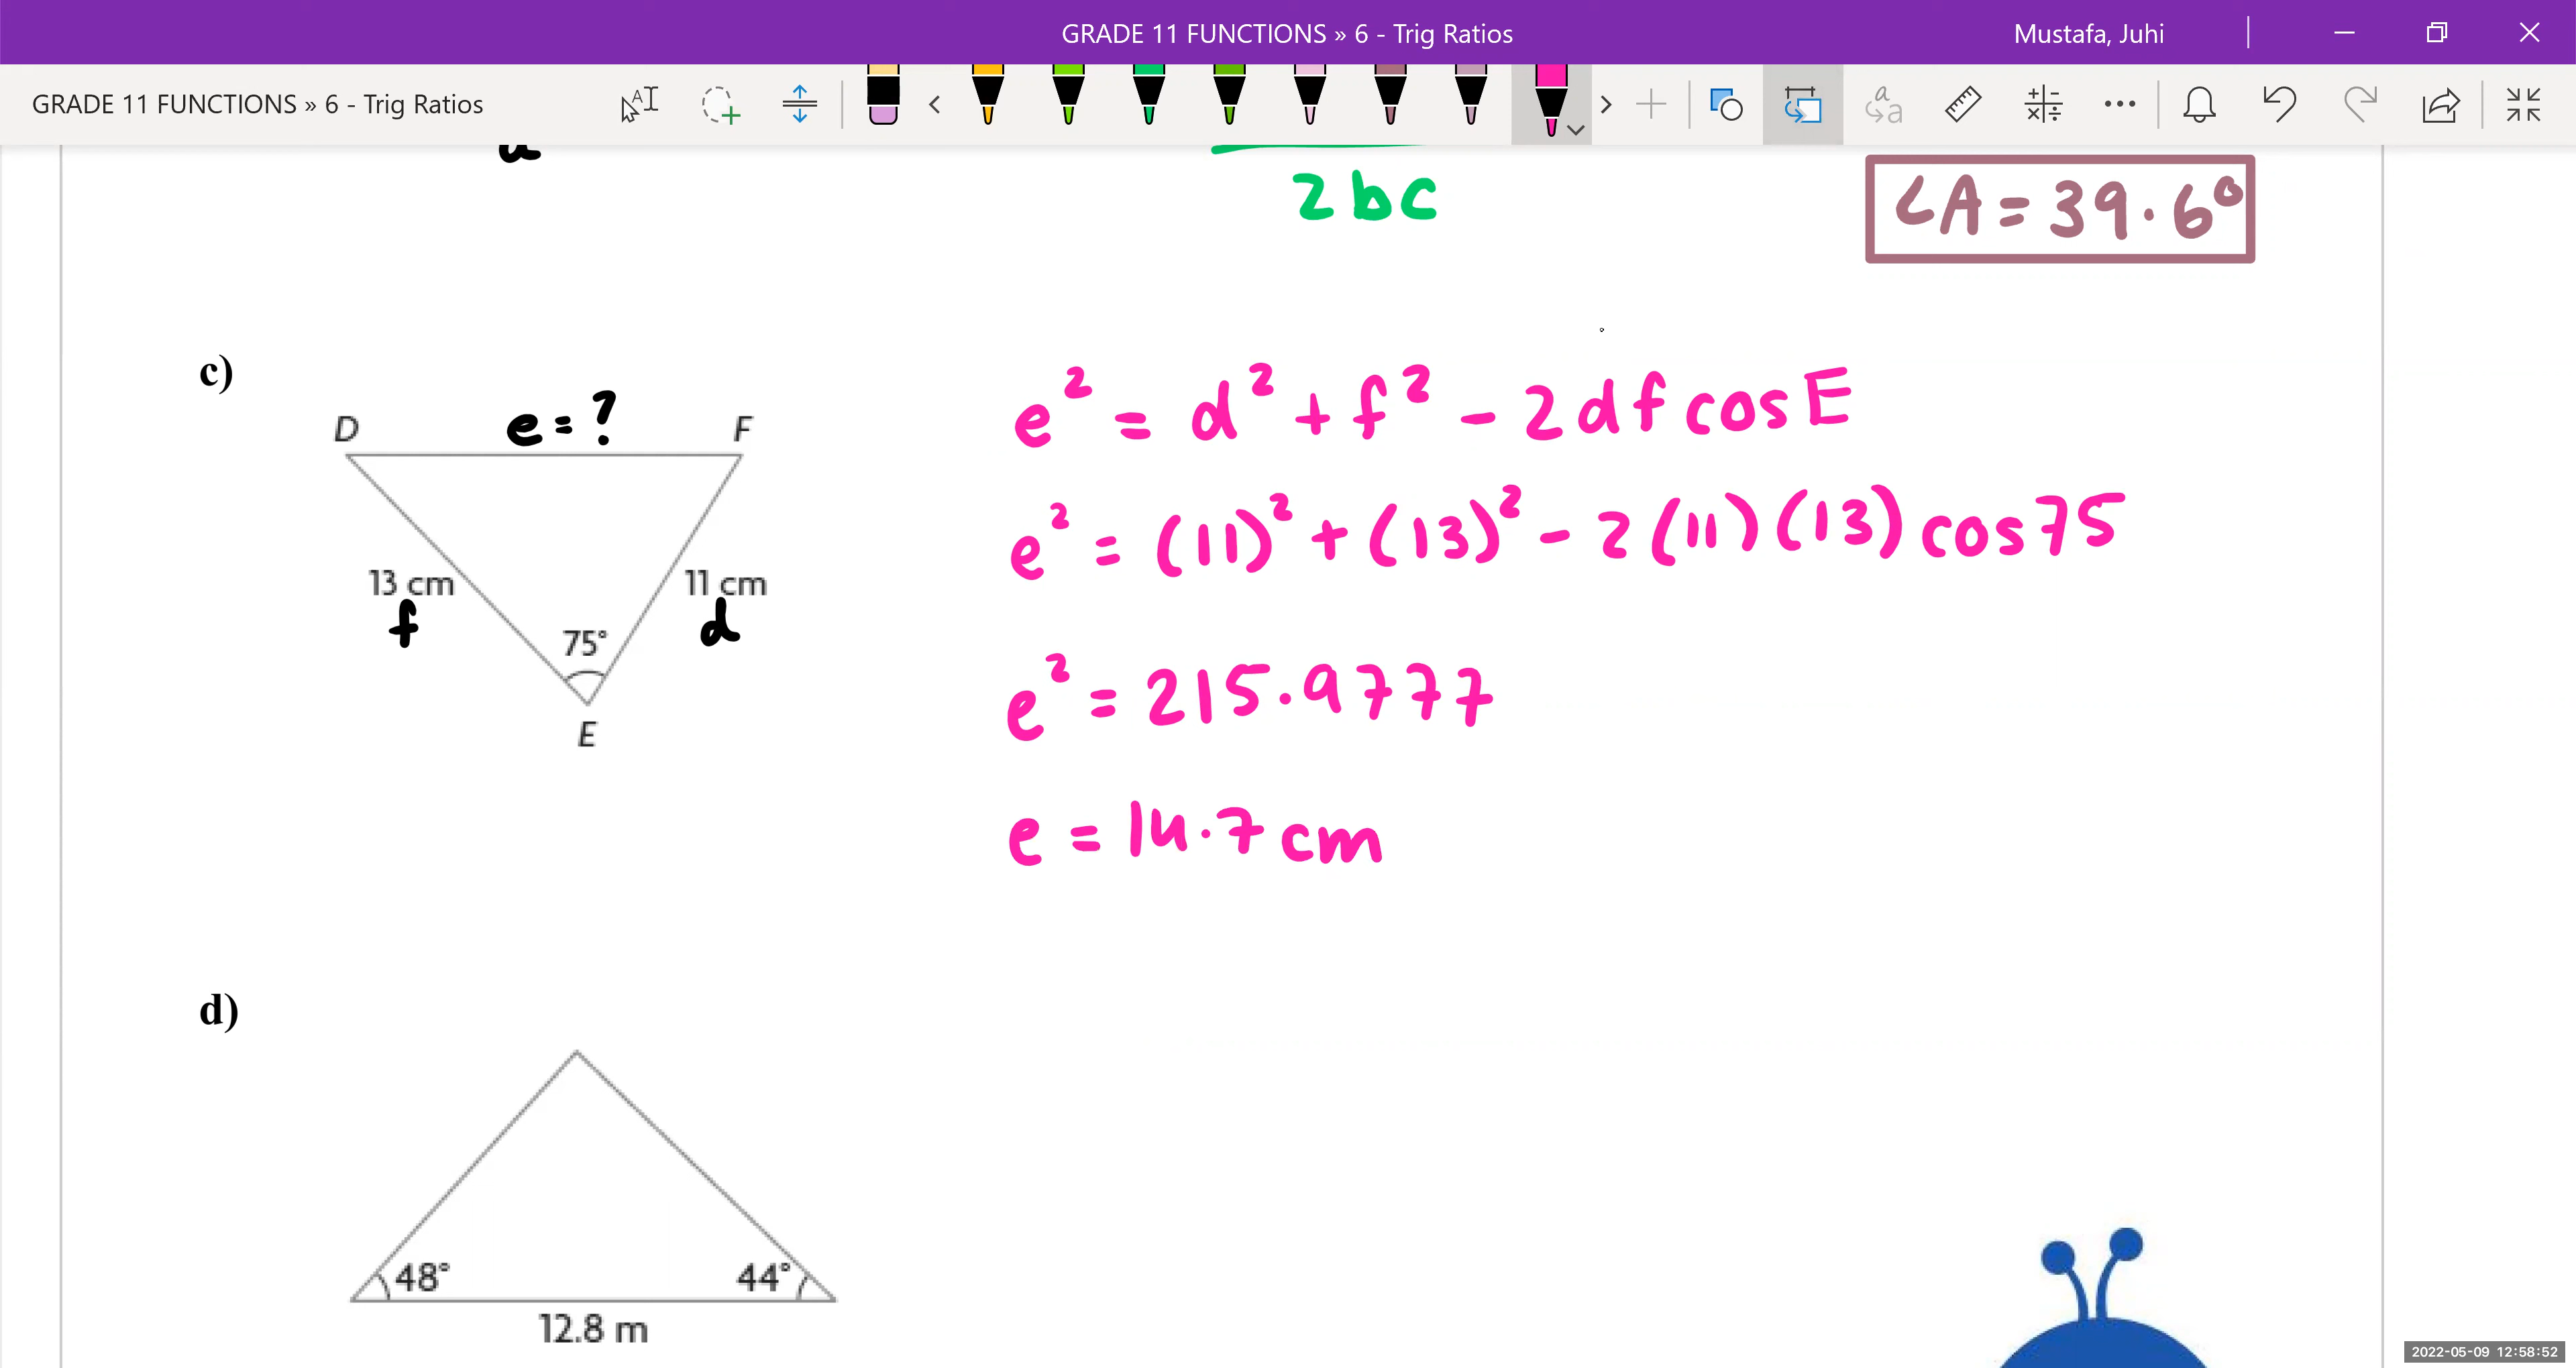 GRADE 11 FUNCTIONS » 6 - Trig Ratios
Mustafa, Juhi
GRADE 11 FUNCTIONS » 6 - Trig Ratios
2bc
∠A = 39.6°
c)
D e = ? F
13 cm
f
11 cm
d
75°
E
e² = d² + f² - 2df cos E
e² = (11)² + (13)² - 2(11)(13) cos 75
e² = 215.9777
e = 14.7 cm
d)
48°
44°
12.8 m
2022-05-09 12:58:52